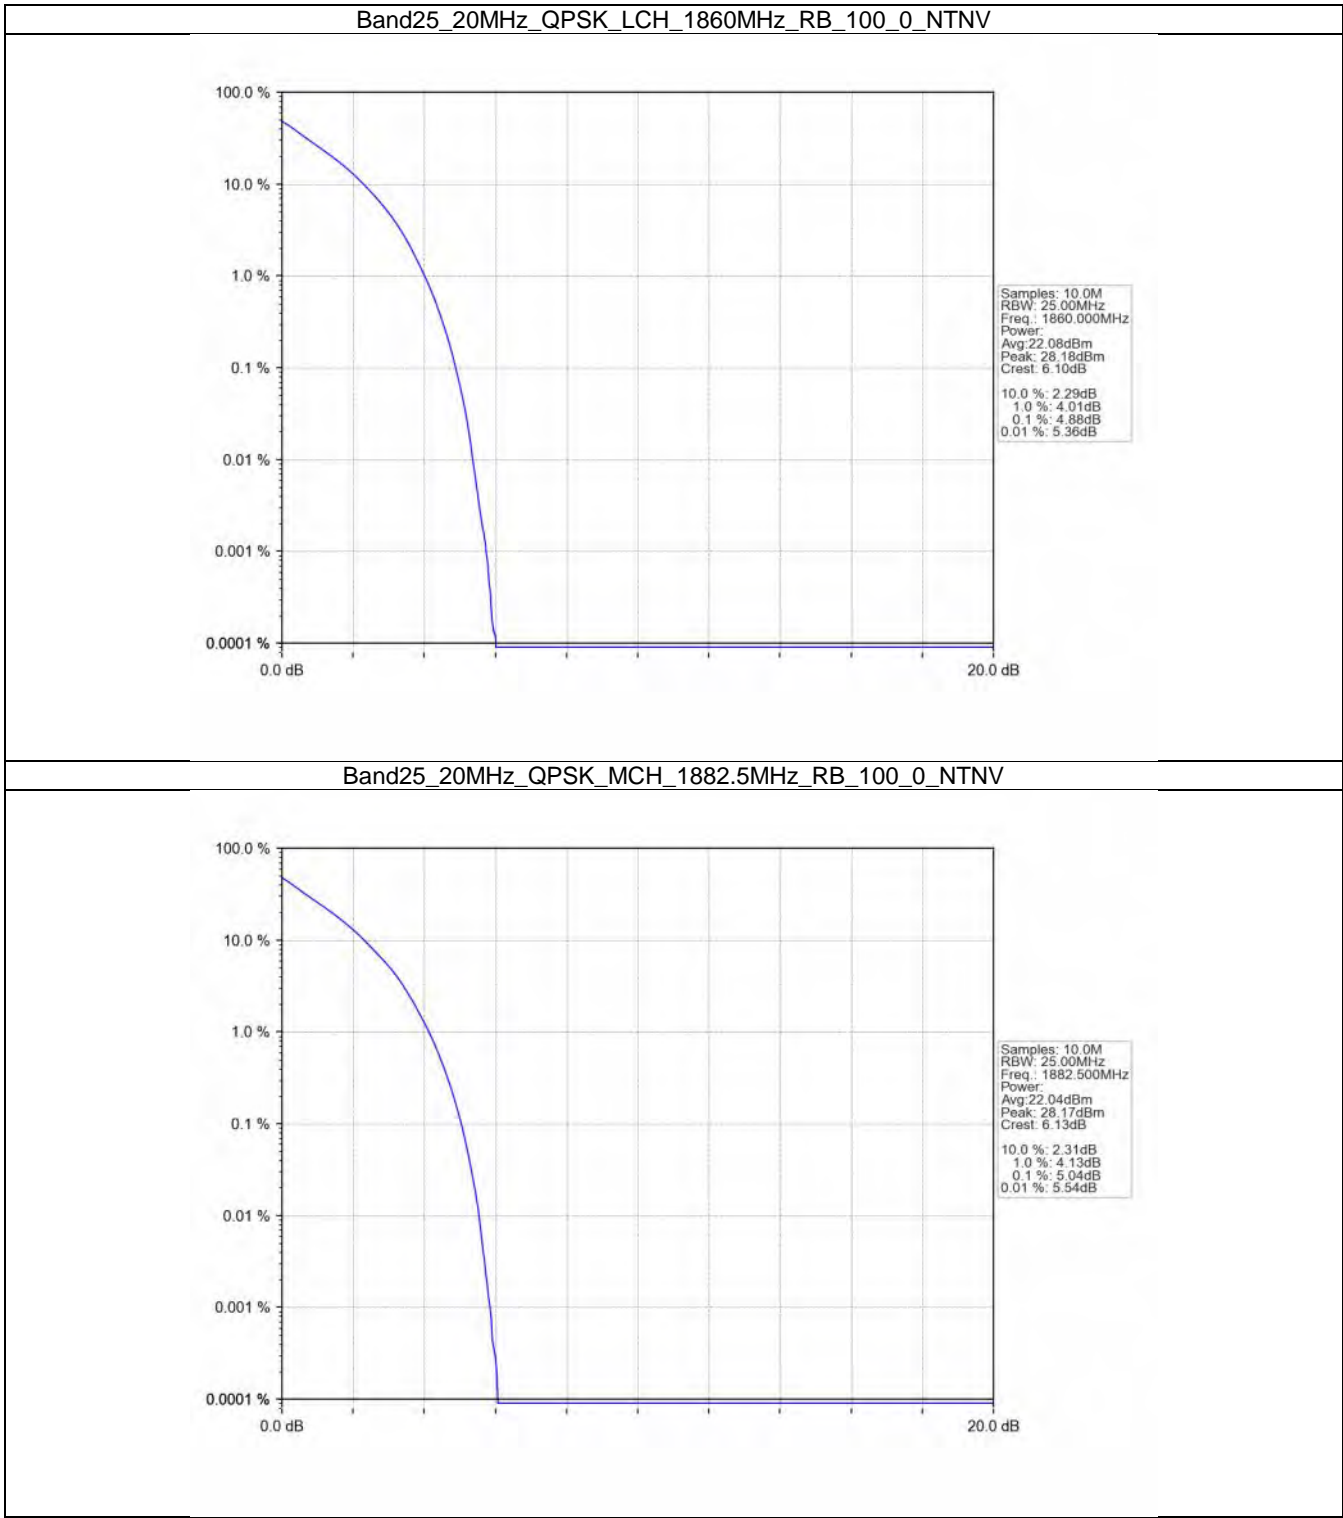 Band25_20MHz_QPSK_LCH_1860MHz_RB_100_0_NTNV
100.0 %
10.0 %
1.0 %
0.1 %
0.01 %
0.001 %
0.0001 %
0.0 dB
20.0 dB
Samples: 10.0M
RBW: 25.00MHz
Freq.: 1860.000MHz
Power:
Avg:22.08dBm
Peak: 28.18dBm
Crest: 6.10dB
10.0 %: 2.29dB
1.0 %: 4.01dB
0.1 %: 4.88dB
0.01 %: 5.36dB
Band25_20MHz_QPSK_MCH_1882.5MHz_RB_100_0_NTNV
100.0 %
10.0 %
1.0 %
0.1 %
0.01 %
0.001 %
0.0001 %
0.0 dB
20.0 dB
Samples: 10.0M
RBW: 25.00MHz
Freq.: 1882.500MHz
Power:
Avg:22.04dBm
Peak: 28.17dBm
Crest: 6.13dB
10.0 %: 2.31dB
1.0 %: 4.13dB
0.1 %: 5.04dB
0.01 %: 5.54dB